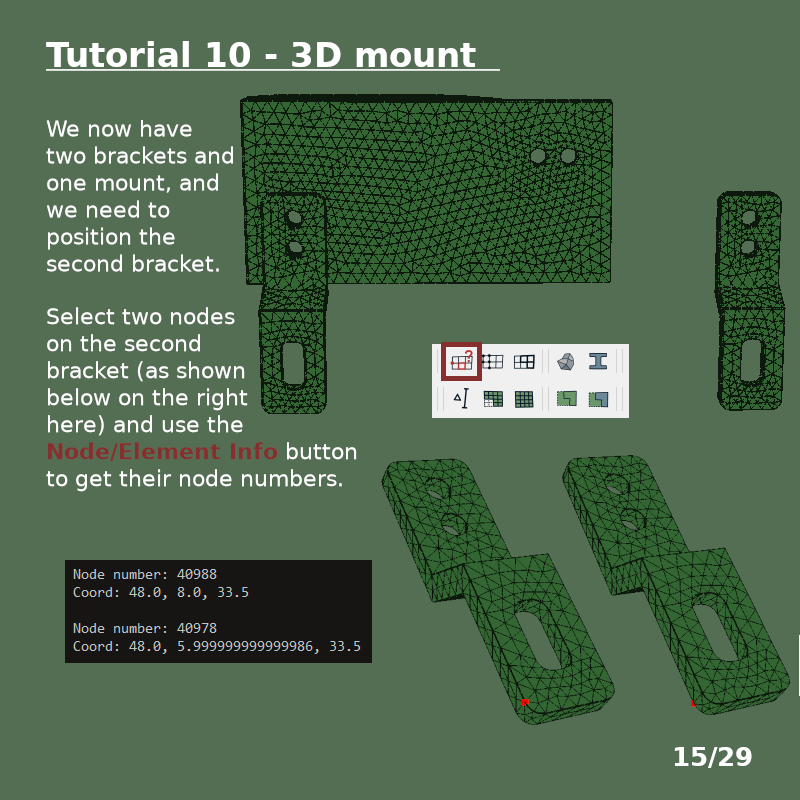 Tutorial 10 - 3D mount
We now have
two brackets and
one mount, and
we need to
position the
second bracket.
Select two nodes
on the second
bracket (as shown
below on the right
here) and use the
Node/Element Info button
to get their node numbers.
?
Node number: 40988
Coord: 48.0, 8.0, 33.5
Node number: 40978
Coord: 48.0, 5.999999999999986, 33.5
15/29